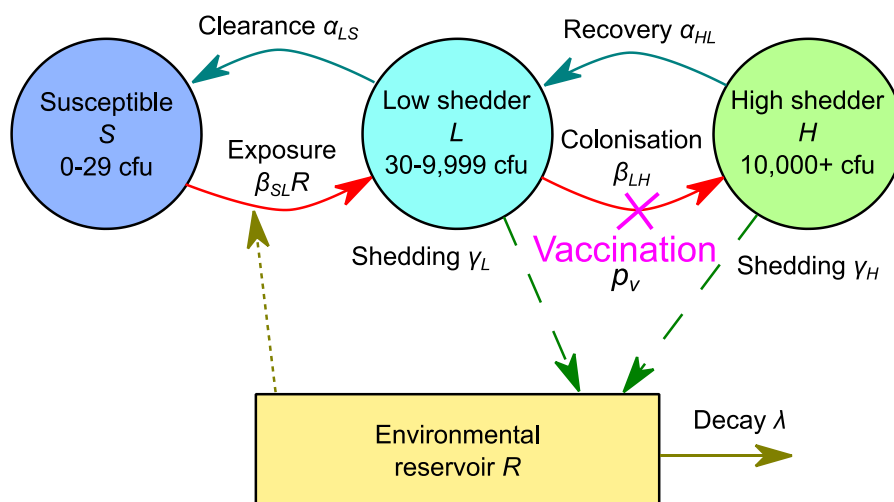 Clearance α_LS
Recovery α_HL
Susceptible
S
0-29 cfu
Exposure
β_SL R
Low shedder
L
30-9,999 cfu
Colonisation
β_LH
High shedder
H
10,000+ cfu
Shedding γ_L
Vaccination
p_v
Shedding γ_H
Environmental
reservoir R
Decay λ